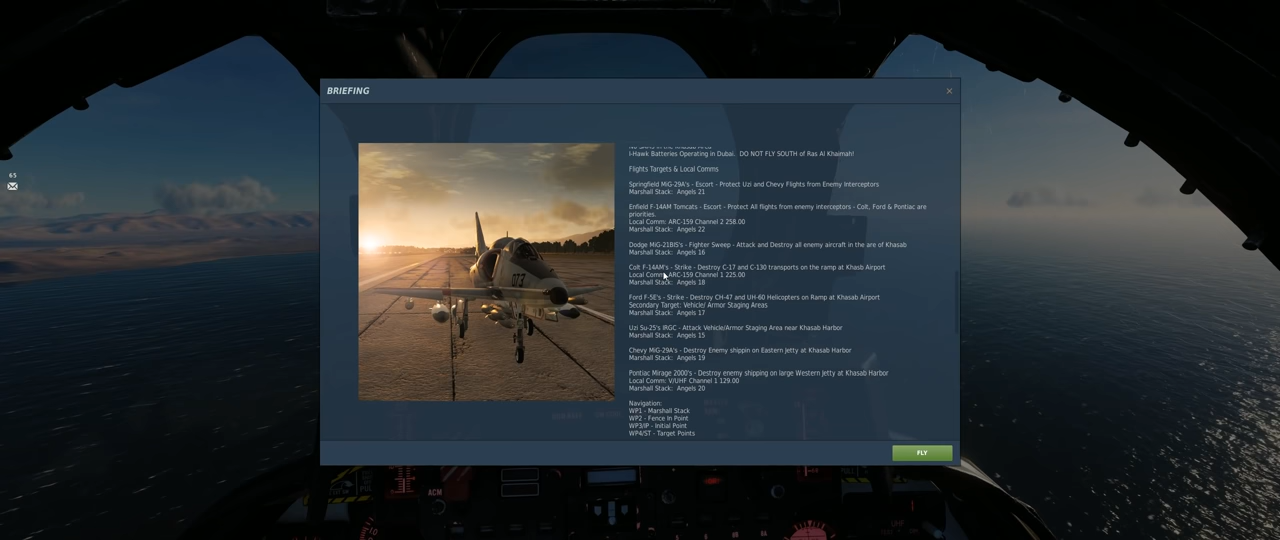 BRIEFING
65
No SAMs in the Khasab Area
I-Hawk Batteries Operating in Dubai. DO NOT FLY SOUTH of Ras Al Khaimah!
Flights Targets & Local Comms
Springfield MiG-29A's - Escort - Protect Uzi and Chevy Flights from Enemy Interceptors
Marshall Stack: Angels 21
Enfield F-14AM Tomcats - Escort - Protect All flights from enemy interceptors - Colt, Ford & Pontiac are
priorities.
Local Comm: ARC-159 Channel 2 258.00
Marshall Stack: Angels 22
Dodge MiG-21BIS's - Fighter Sweep - Attack and Destroy all enemy aircraft in the are of Khasab
Marshall Stack: Angels 16
Colt F-14AM's - Strike - Destroy C-17 and C-130 transports on the ramp at Khasb Airport
Local Comm: ARC-159 Channel 1 225.00
Marshall Stack: Angels 18
Ford F-5E's - Strike - Destroy CH-47 and UH-60 Helicopters on Ramp at Khasab Airport
Secondary Target: Vehicle/ Armor Staging Areas
Marshall Stack: Angels 17
Uzi Su-25's IRGC - Attack Vehicle/Armor Staging Area near Khasab Harbor
Marshall Stack: Angels 15
Chevy MiG-29A's - Destroy Enemy shippin on Eastern Jetty at Khasab Harbor
Marshall Stack: Angels 19
Pontiac Mirage 2000's - Destroy enemy shipping on large Western Jetty at Khasab Harbor
Local Comm: V/UHF Channel 1 129.00
Marshall Stack: Angels 20
Navigation:
WP1 - Marshall Stack
WP2 - Fence In Point
WP3/IP - Initial Point
WP4/ST - Target Points
FLY
073
ACM
UHF